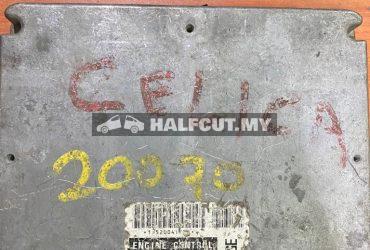 CELICA
HALFCUT.MY
20070
ENGINE CONTROL